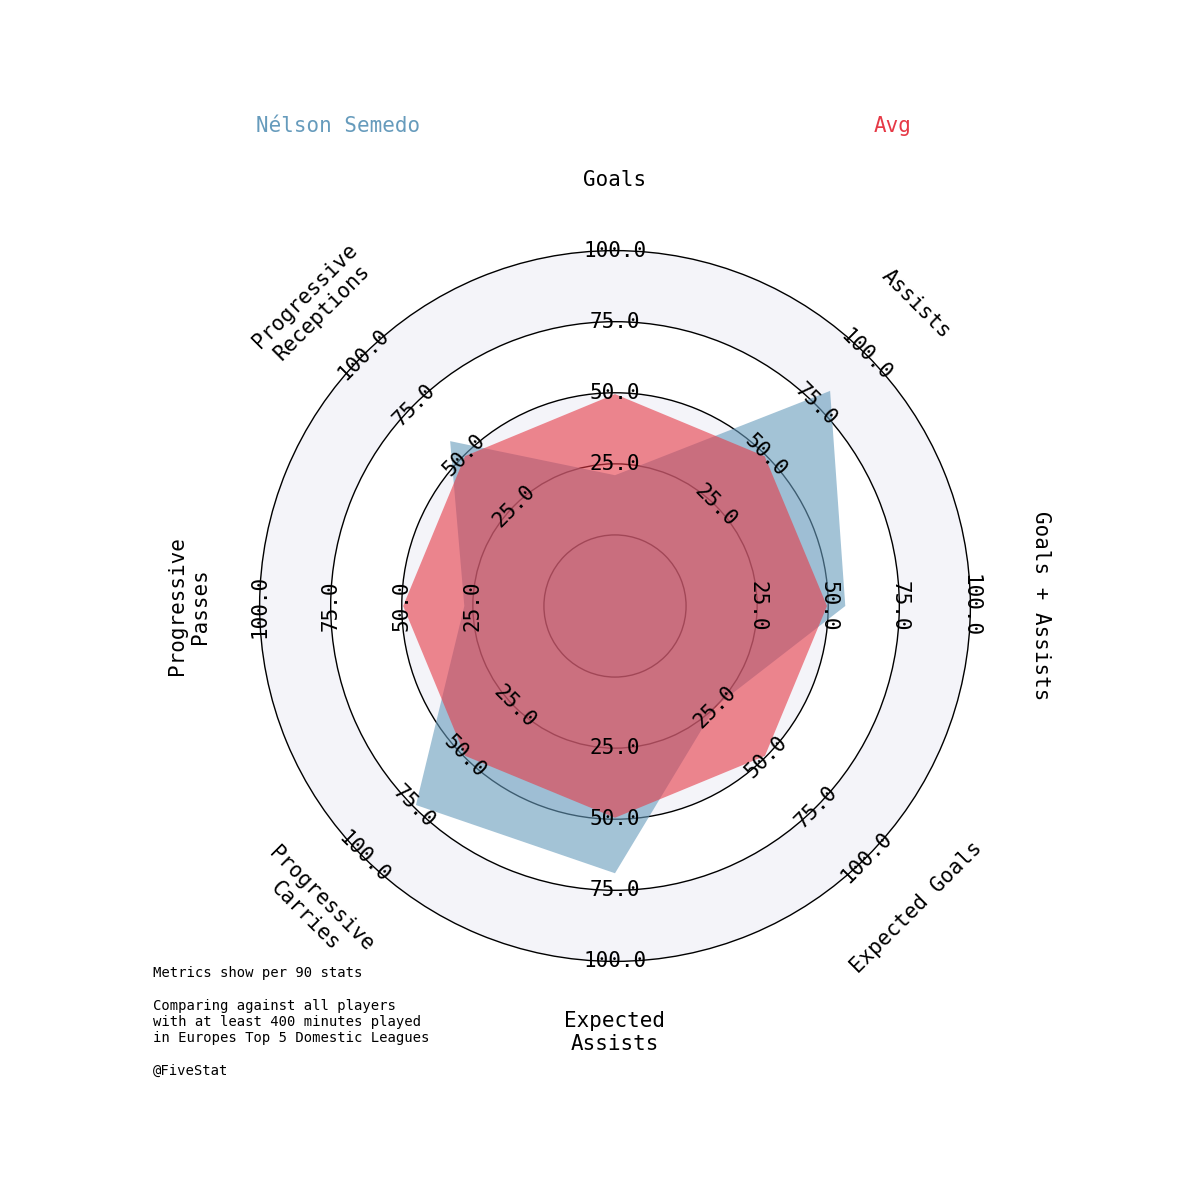 Nélson Semedo
Avg
Goals
Assists
Goals + Assists
Expected Goals
Expected
Assists
Progressive
Carries
Progressive
Passes
Progressive
Receptions
25.0
50.0
75.0
100.0
25.0
50.0
75.0
100.0
25.0
50.0
75.0
100.0
25.0
50.0
75.0
100.0
25.0
50.0
75.0
100.0
25.0
50.0
75.0
100.0
25.0
50.0
75.0
100.0
25.0
50.0
75.0
100.0
Metrics show per 90 stats
Comparing against all players
with at least 400 minutes played
in Europes Top 5 Domestic Leagues
@FiveStat